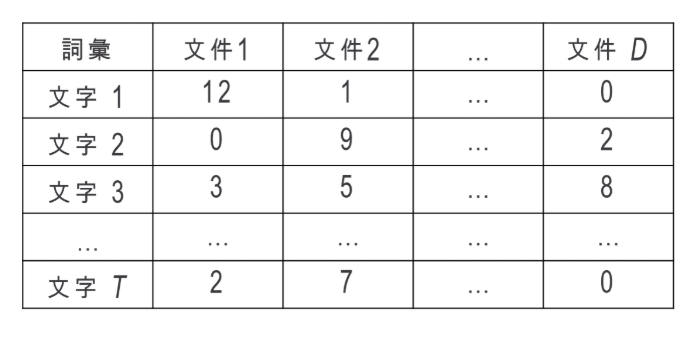 詞彙 文件1 文件2 ... 文件 D
文字 1 12 1 ... 0
文字 2 0 9 ... 2
文字 3 3 5 ... 8
... ... ... ... ...
文字 T 2 7 ... 0